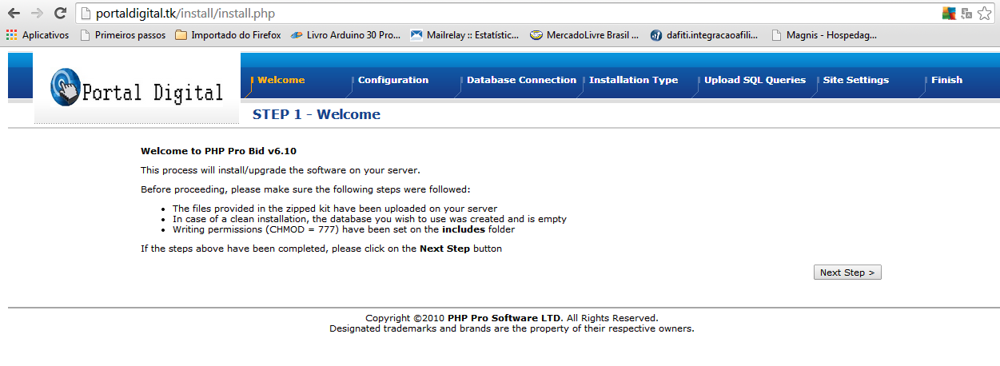 portaldigital.tk/install/install.php
Aplicativos Primeiros passos Importado do Firefox Livro Arduino 30 Pro... Mailrelay :: Estatístic... MercadoLivre Brasil ... dafiti.integracaoafili... Magnis - Hospedag...
Portal Digital
Welcome Configuration Database Connection Installation Type Upload SQL Queries Site Settings Finish
STEP 1 - Welcome
Welcome to PHP Pro Bid v6.10
This process will install/upgrade the software on your server.
Before proceeding, please make sure the following steps were followed:
• The files provided in the zipped kit have been uploaded on your server
• In case of a clean installation, the database you wish to use was created and is empty
• Writing permissions (CHMOD = 777) have been set on the includes folder
If the steps above have been completed, please click on the Next Step button
Next Step >
Copyright ©2010 PHP Pro Software LTD. All Rights Reserved.
Designated trademarks and brands are the property of their respective owners.